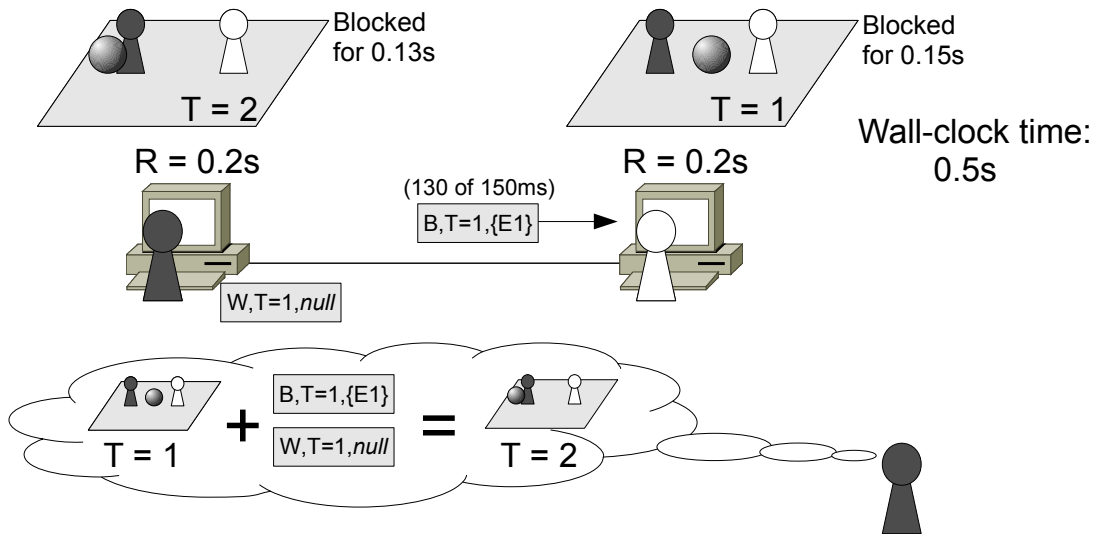 Blocked
for 0.13s
T = 2
Blocked
for 0.15s
T = 1
Wall-clock time:
0.5s
R = 0.2s
R = 0.2s
(130 of 150ms)
B,T=1,{E1}
W,T=1,null
T = 1
+
B,T=1,{E1}
W,T=1,null
=
T = 2